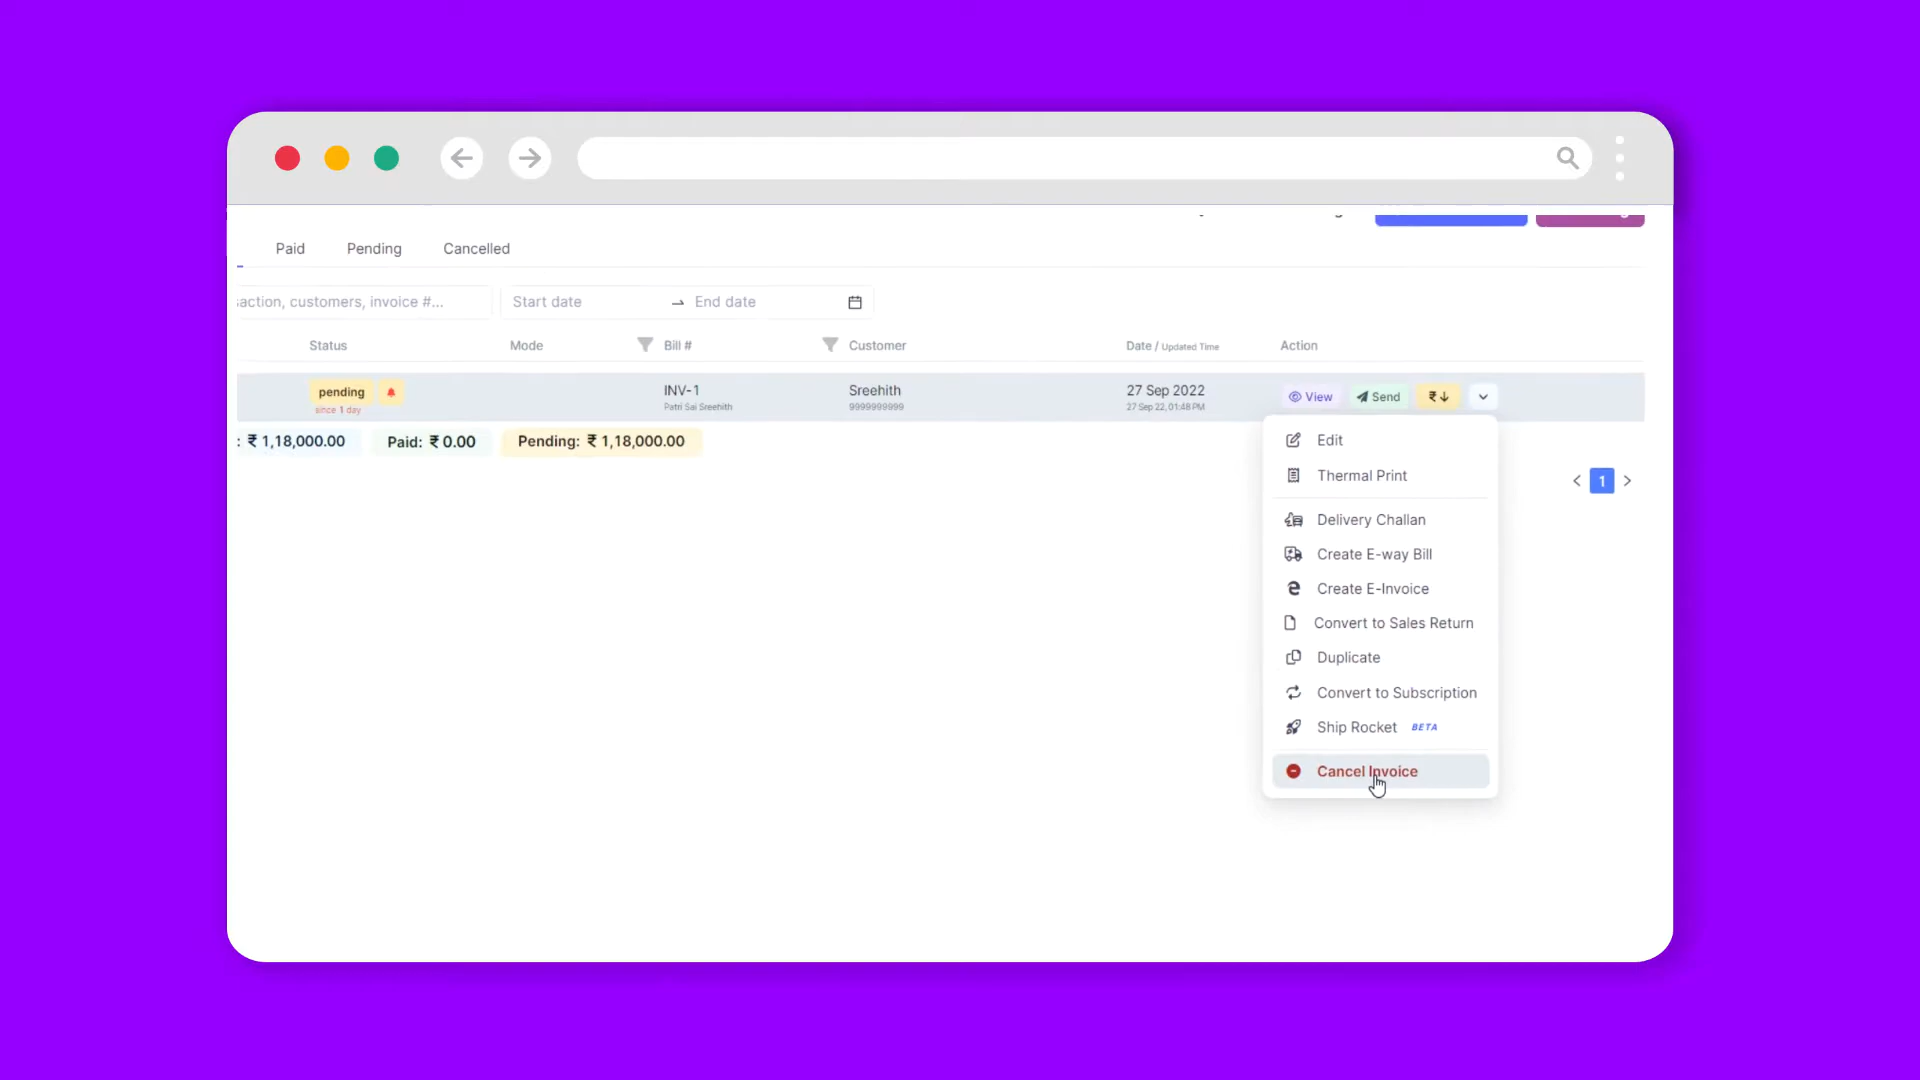 Paid Pending Cancelled
action, customers, invoice #... Start date End date
Status Mode Bill # Customer Date / Updated Time Action
pending INV-1 Sreehith 27 Sep 2022 View Send ₹↓
since 1 day Patri Sai Sreehith 9999999999 27 Sep 22, 01:48 PM
: ₹ 1,18,000.00 Paid: ₹ 0.00 Pending: ₹ 1,18,000.00
Edit
Thermal Print
< 1 >
Delivery Challan
Create E-way Bill
Create E-Invoice
Convert to Sales Return
Duplicate
Convert to Subscription
Ship Rocket BETA
Cancel Invoice